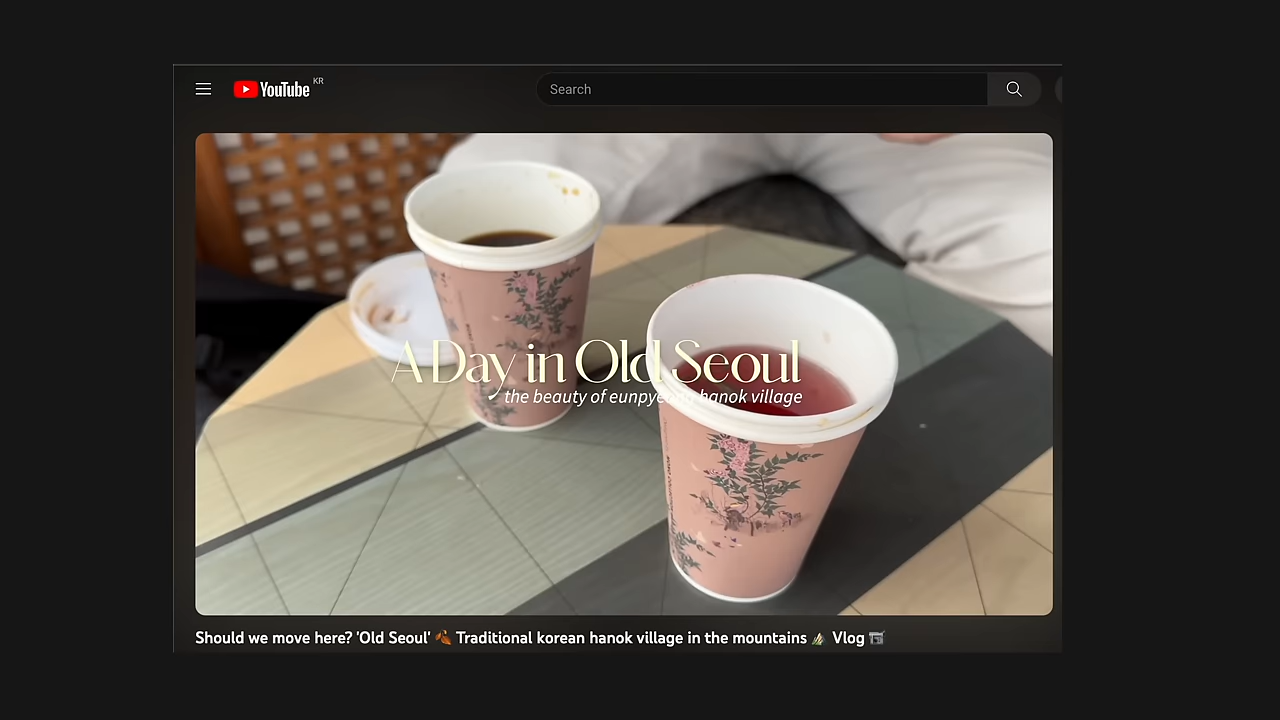 YouTube KR
Search
A Day in Old Seoul
the beauty of eunpyeong hanok village
Should we move here? 'Old Seoul' 🍂 Traditional korean hanok village in the mountains ⛰️ Vlog